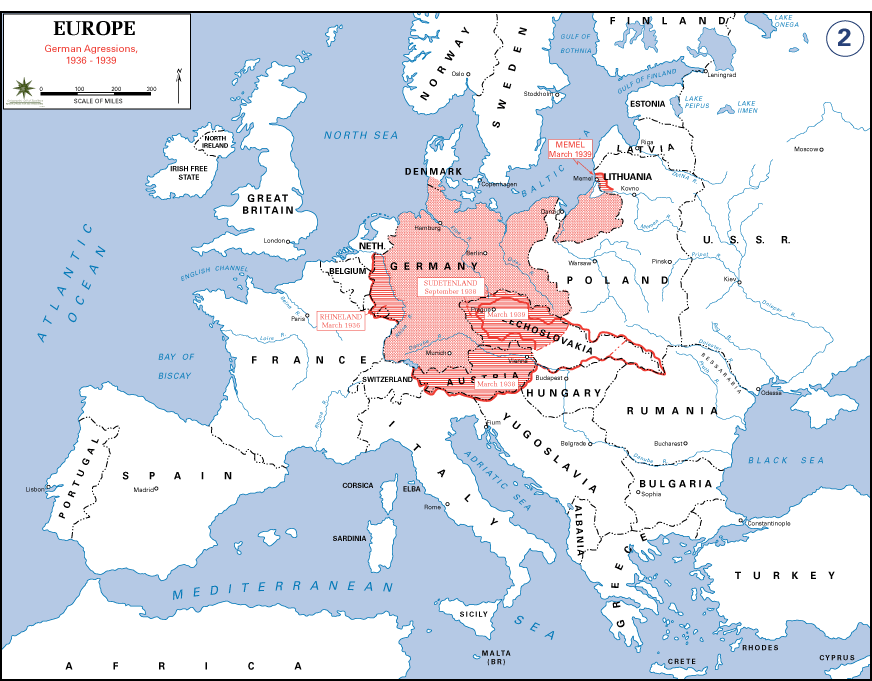 EUROPE
German Agressions,
1936 - 1939
0 100 200 300
SCALE OF MILES
N
2
FINLAND
LAKE
ONEGA
GULF OF
BOTHNIA
NORWAY
SWEDEN
Oslo
Stockholm
GULF OF FINLAND
Leningrad
ESTONIA
LAKE
PEIPUS
LAKE
ILMEN
NORTH SEA
NORTH
IRELAND
IRISH FREE
STATE
Riga
LATVIA
Moscow
MEMEL
March 1939
DENMARK
Copenhagen
BALTIC
A
Memel
LITHUANIA
Kovno
GREAT
BRITAIN
London
Danzig
Hamburg
NETH.
Berlin
U. S. S. R.
ATLANTIC
OCEAN
ENGLISH CHANNEL
BELGIUM
GERMANY
Warsaw
Pinsk
POLAND
Kiev
SUDETENLAND
September 1938
Paris
RHINELAND
March 1936
Prague
March 1939
CZECHOSLOVAKIA
Loire R.
BAY OF
BISCAY
FRANCE
Munich
Vienna
BESSARABIA
SWITZERLAND
AUSTRIA
March 1938
Budapest
HUNGARY
Odessa
RUMANIA
Fium
YUGOSLAVIA
Belgrade
Bucharest
Danube R.
BLACK SEA
PORTUGAL
SPAIN
Lisbon
Madrid
ITALY
ADRIATIC SEA
CORSICA
ELBA
Rome
BULGARIA
Sophia
ALBANIA
Constantinople
SARDINIA
GREECE
TURKEY
MEDITERRANEAN
SEA
SICILY
MALTA
(BR)
CRETE
RHODES
CYPRUS
AFRICA